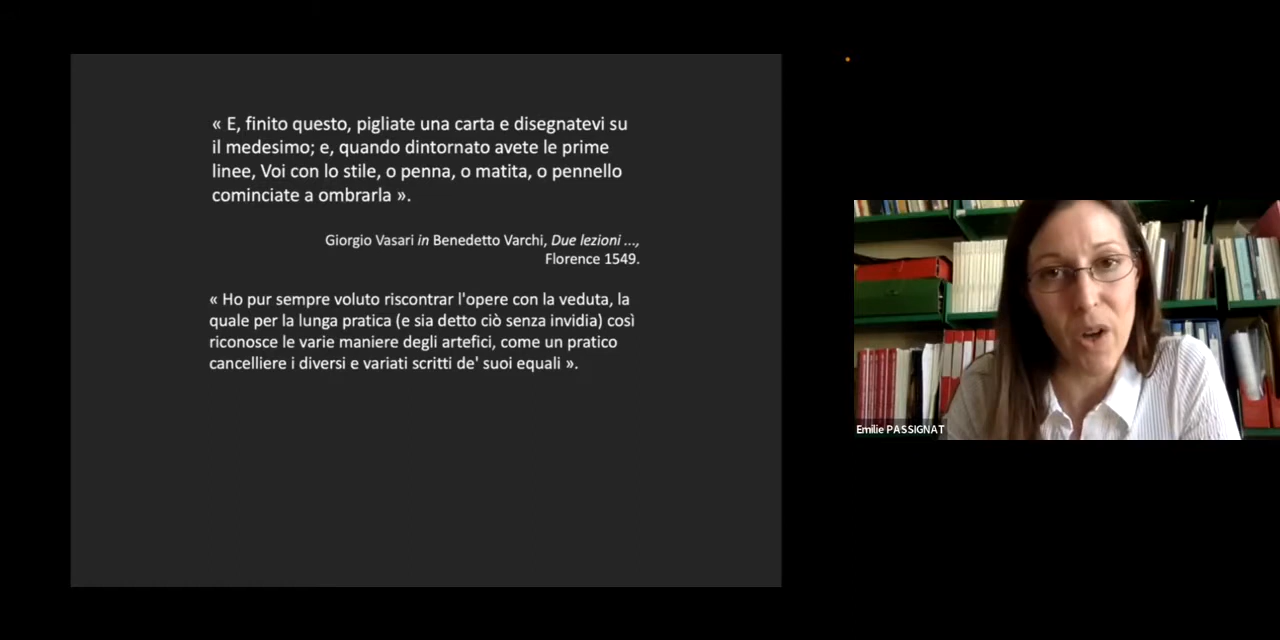 « E, finito questo, pigliate una carta e disegnatevi su
il medesimo; e, quando dintornato avete le prime
linee, Voi con lo stile, o penna, o matita, o pennello
cominciate a ombrarla ».
Giorgio Vasari in Benedetto Varchi, Due lezioni ...,
Florence 1549.
« Ho pur sempre voluto riscontrar l'opere con la veduta, la
quale per la lunga pratica (e sia detto ciò senza invidia) così
riconosce le varie maniere degli artefici, come un pratico
cancelliere i diversi e variati scritti de' suoi equali ».
Emilie PASSIGNAT